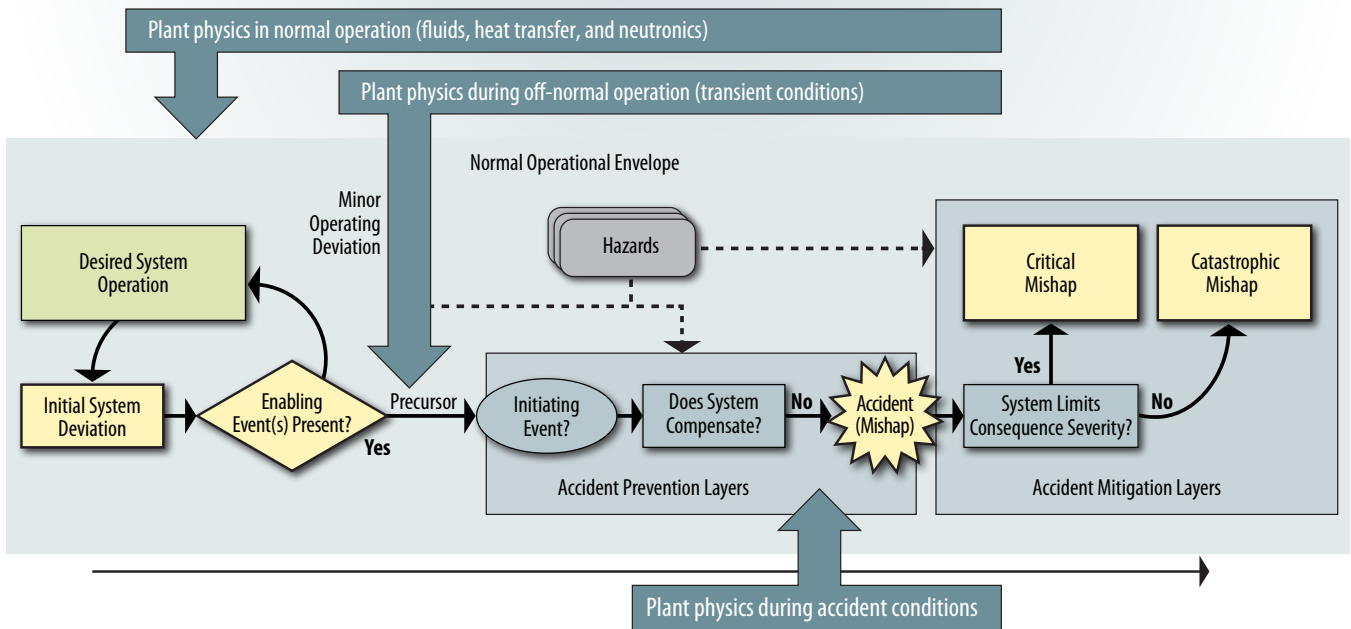 Plant physics in normal operation (fluids, heat transfer, and neutronics)
Plant physics during off-normal operation (transient conditions)
Normal Operational Envelope
Minor
Operating
Deviation
Hazards
Desired System
Operation
Critical
Mishap
Catastrophic
Mishap
Initial System
Deviation
Enabling
Event(s) Present?
Yes
Precursor
Initiating
Event?
Does System
Compensate?
No
Accident
(Mishap)
Yes
System Limits
Consequence Severity?
No
Accident Prevention Layers
Accident Mitigation Layers
Plant physics during accident conditions